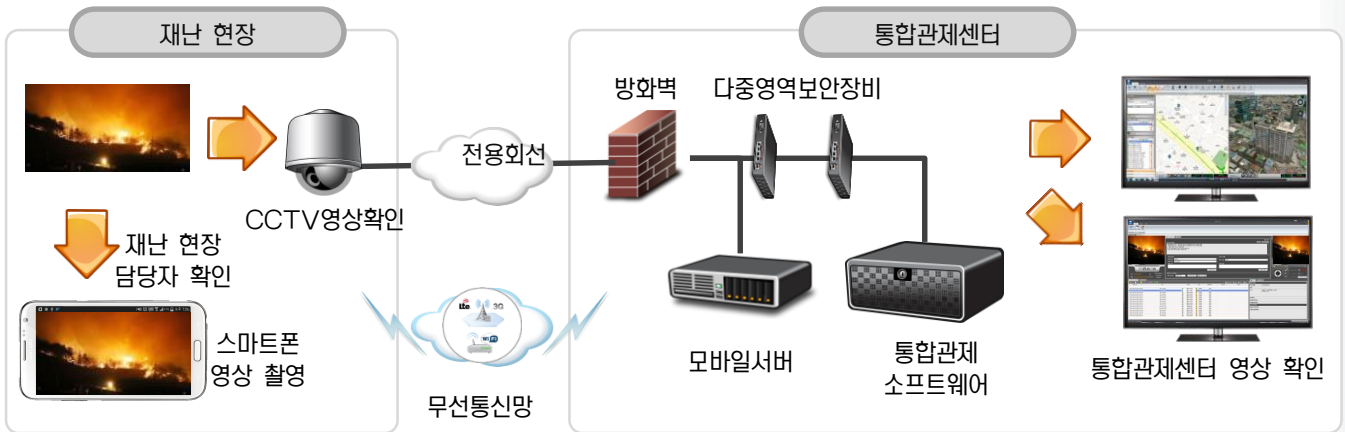 재난 현장
통합관제센터
방화벽
다중영역보안장비
전용회선
CCTV영상확인
재난 현장
담당자 확인
Lte
3G
WiFi
스마트폰
영상 촬영
무선통신망
모바일서버
통합관제
소프트웨어
통합관제센터 영상 확인